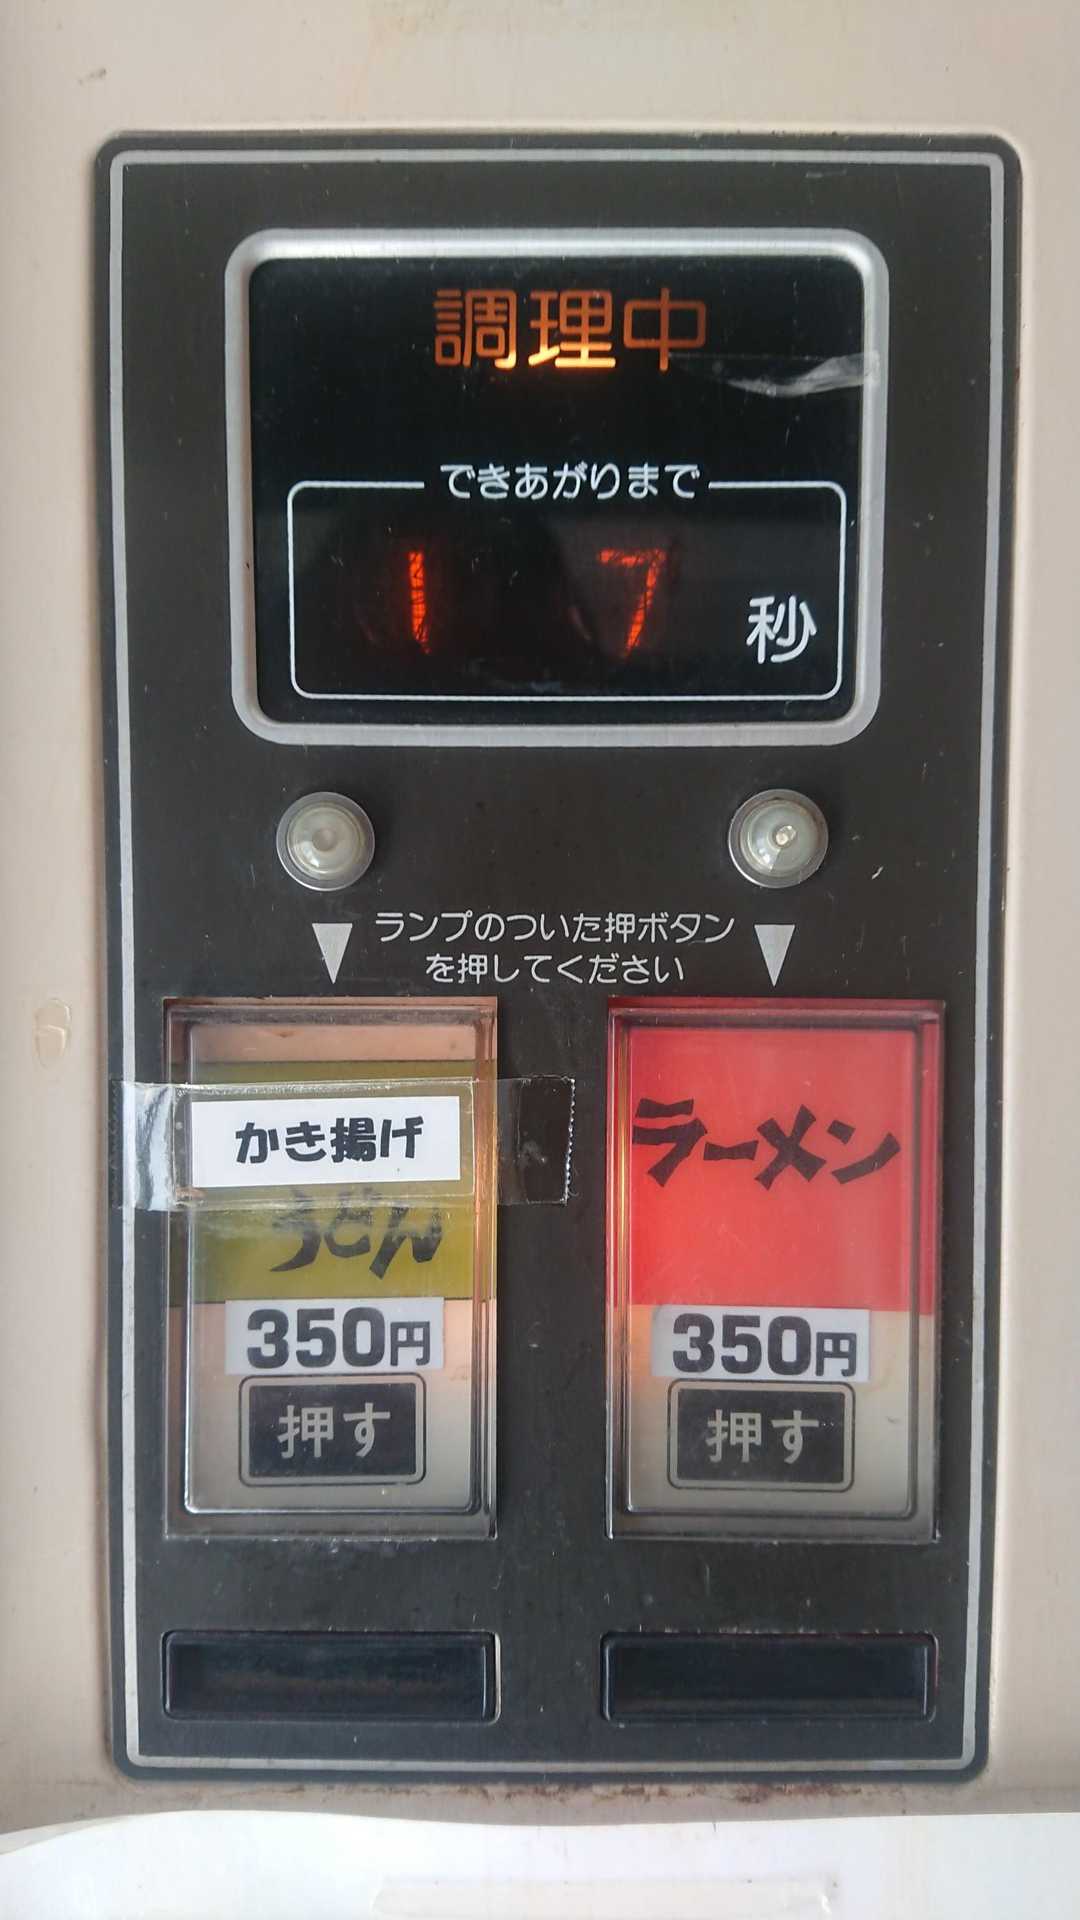 調理中
できあがりまで
17 秒
ランプのついた押ボタン
を押してください
かき揚げ
うどん
350円
押す
ラーメン
350円
押す